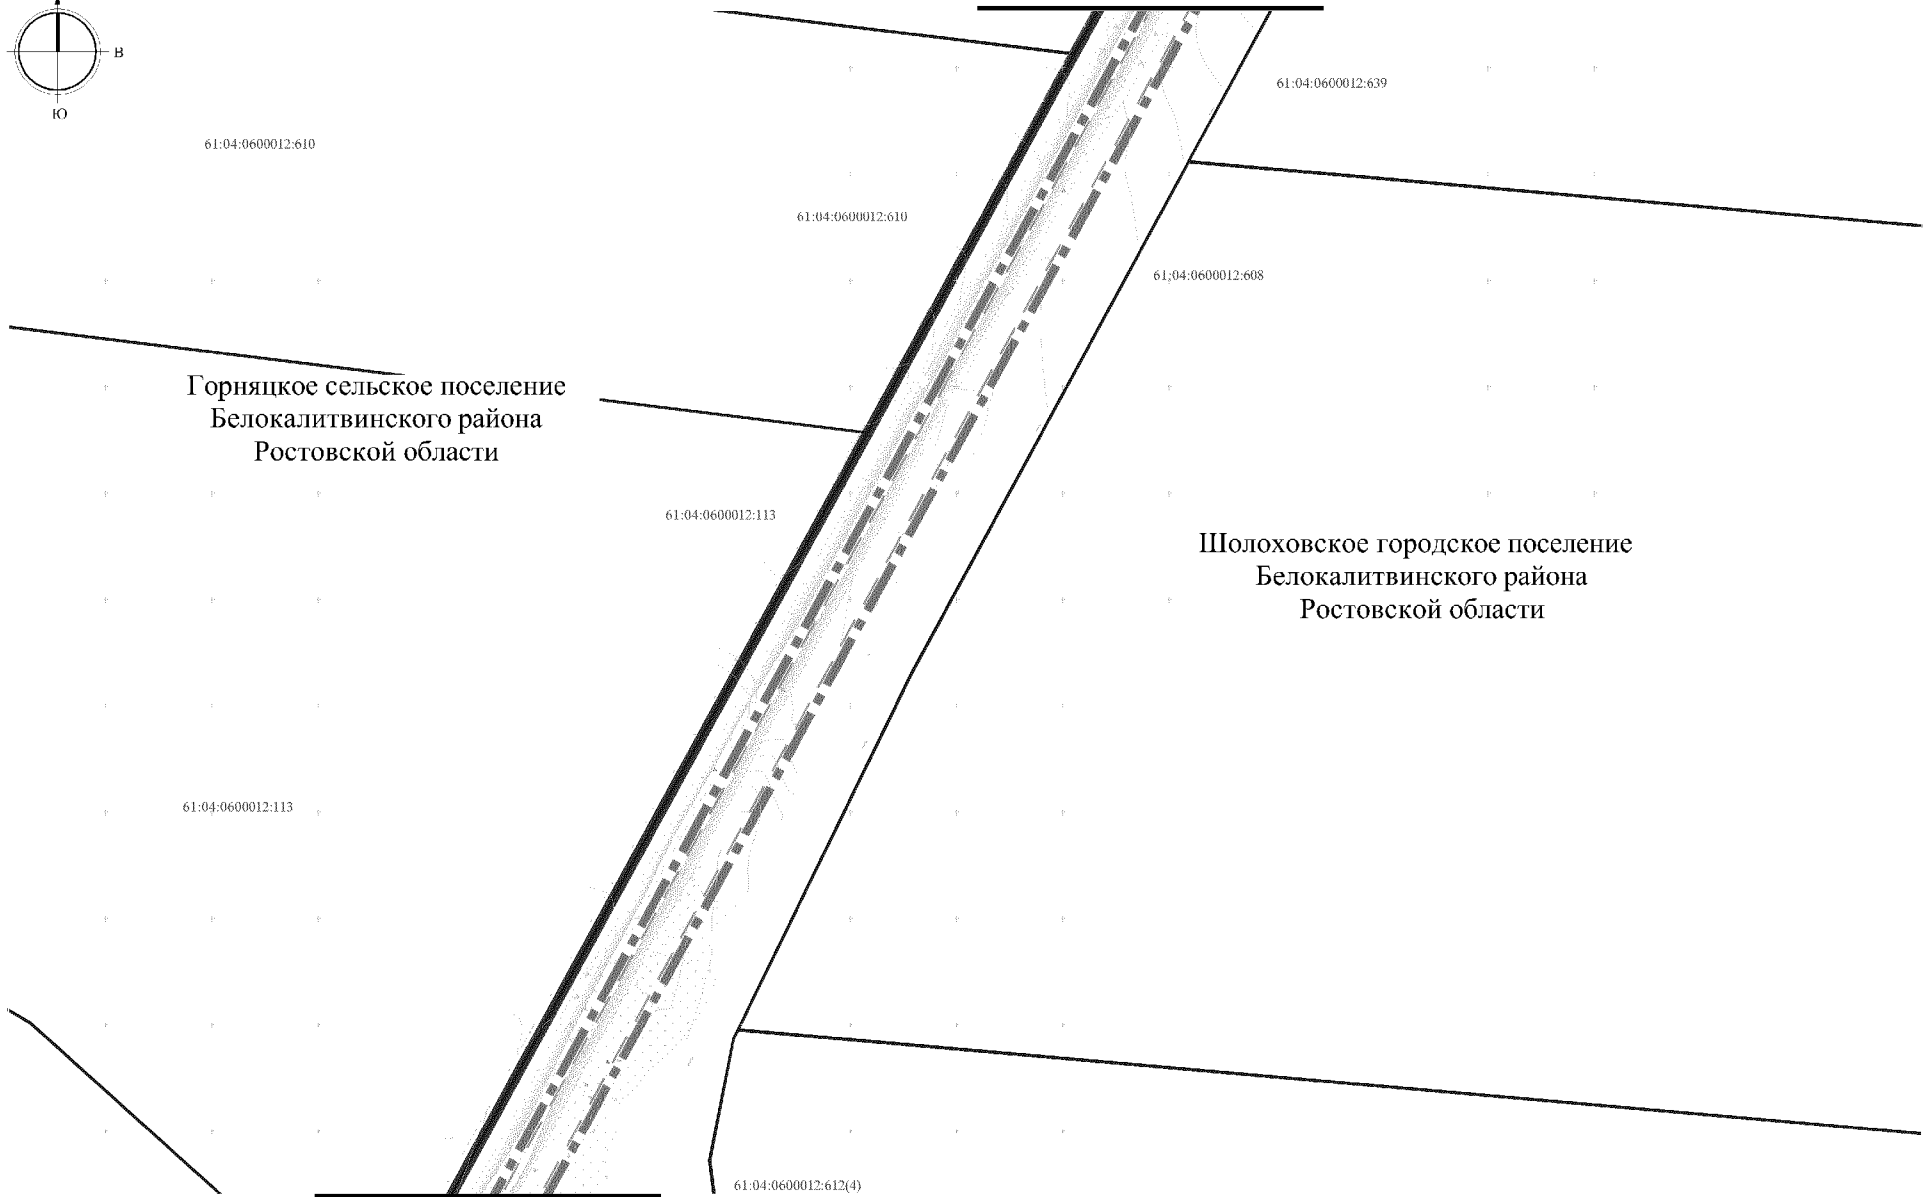 В
Ю
61:04:0600012:639
61:04:0600012:610
61:04:0600012:610
61;04:0600012:608
Горняцкое сельское поселение
Белокалитвинского района
Ростовской области
61:04:0600012:113
Шолоховское городское поселение
Белокалитвинского района
Ростовской области
61:04:0600012:113
61:04:0600012:612(4)